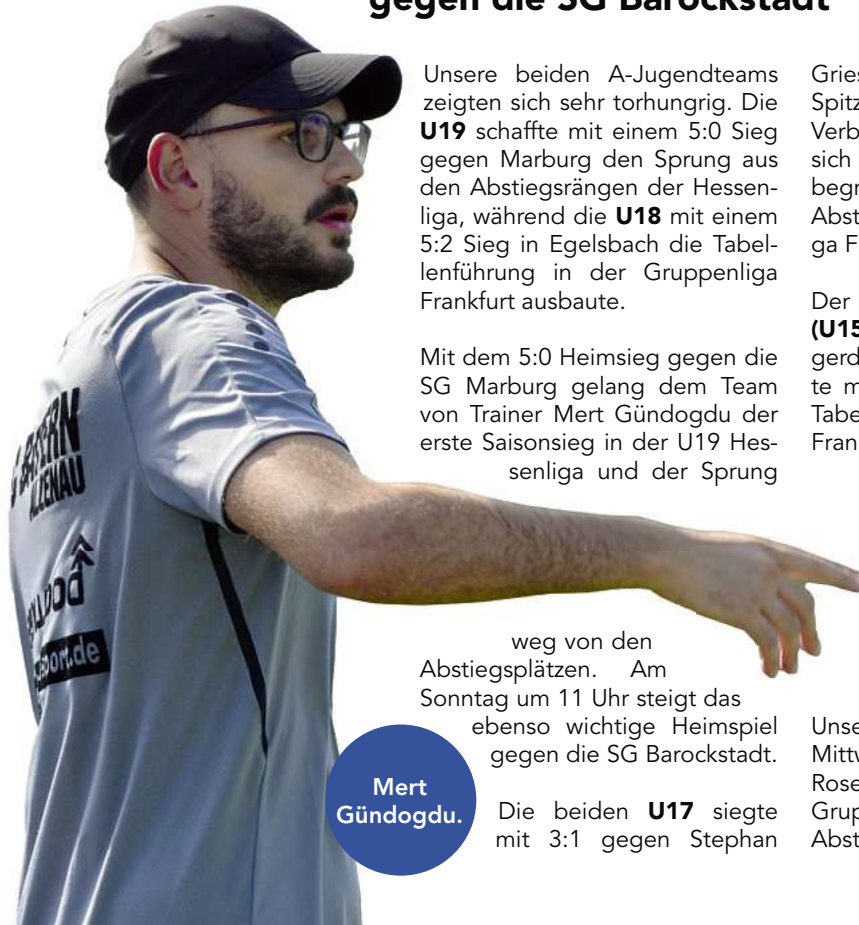 gegen die SG Barockstadt
Unsere beiden A-Jugendteams
zeigten sich sehr torhungrig. Die
U19 schaffte mit einem 5:0 Sieg
gegen Marburg den Sprung aus
den Abstiegsrängen der Hessen-
liga, während die U18 mit einem
5:2 Sieg in Egelsbach die Tabel-
lenführung in der Gruppenliga
Frankfurt ausbaute.
Mit dem 5:0 Heimsieg gegen die
SG Marburg gelang dem Team
von Trainer Mert Gündogdu der
erste Saisonsieg in der U19 Hes-
senliga und der Sprung
weg von den
Abstiegsplätzen. Am
Sonntag um 11 Uhr steigt das
ebenso wichtige Heimspiel
gegen die SG Barockstadt.
Die beiden U17 siegte
mit 3:1 gegen Stephan
Gries
Spitz
Verb
sich
begr
Abst
ga F
Der
(U15
gerd
te m
Tabe
Fran
Unse
Mittw
Rose
Grup
Abst
Mert
Gündogdu.
ALZENAU